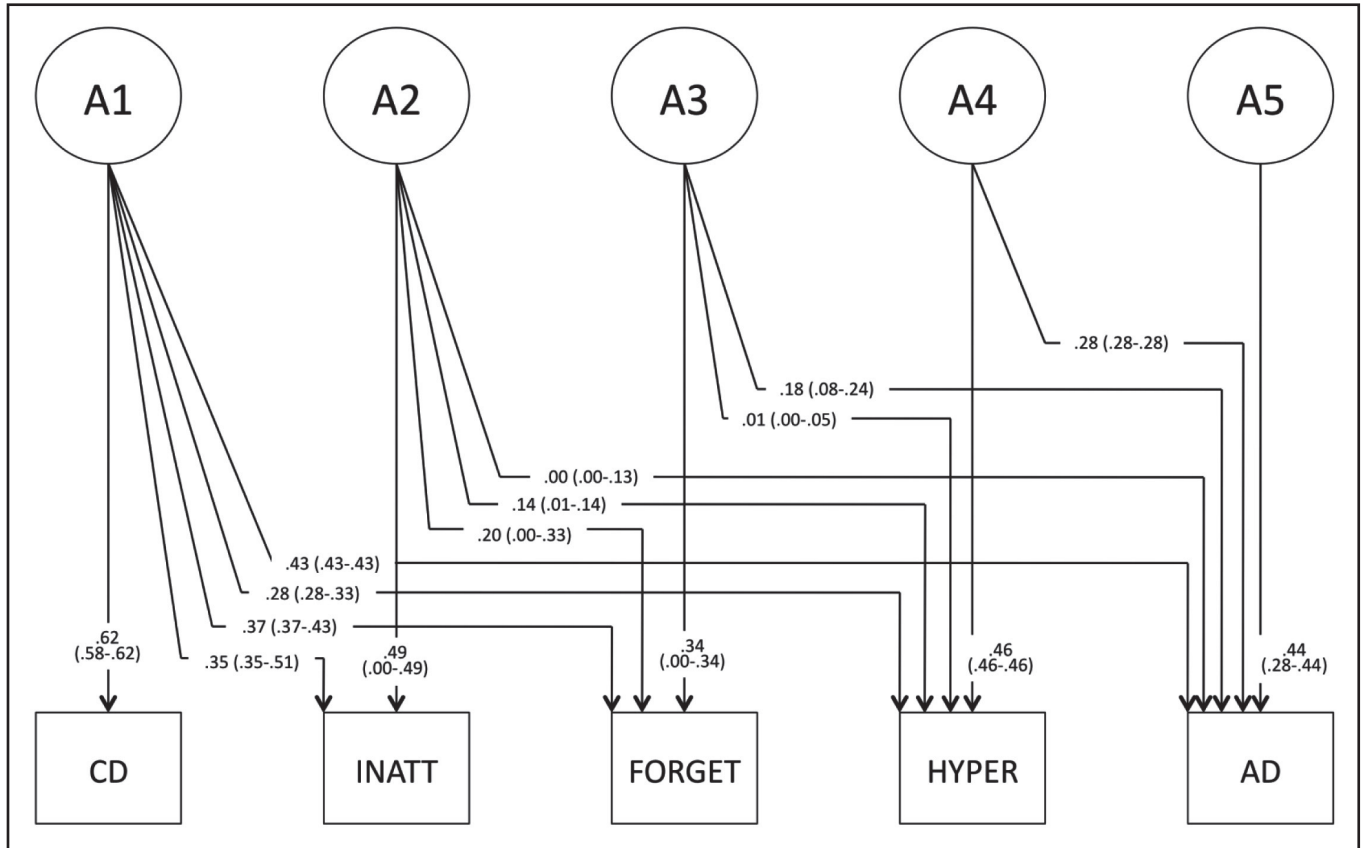 A1
A2
A3
A4
A5
.28 (.28-.28)
.18 (.08-.24)
.01 (.00-.05)
.00 (.00-.13)
.14 (.01-.14)
.20 (.00-.33)
.43 (.43-.43)
.28 (.28-.33)
.37 (.37-.43)
.35 (.35-.51)
.62
(.58-.62)
.49
(.00-.49)
.34
(.00-.34)
.46
(.46-.46)
.44
(.28-.44)
CD
INATT
FORGET
HYPER
AD